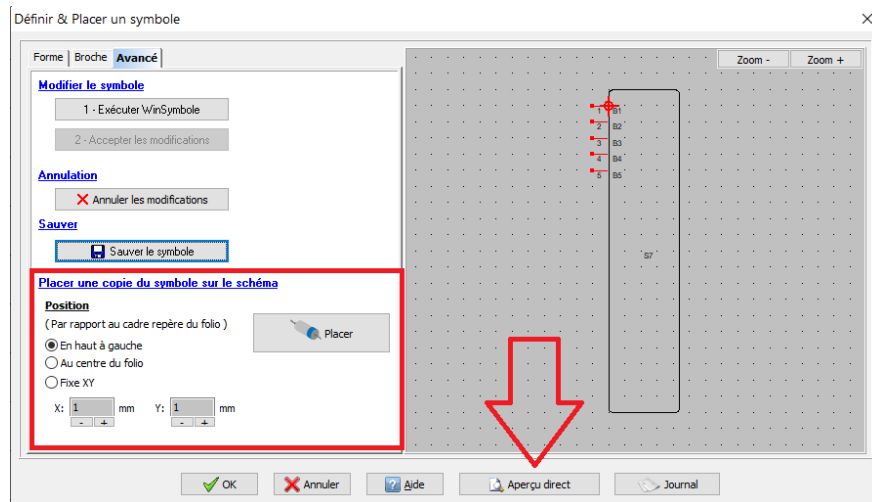 Définir & Placer un symbole
Forme Broche Avancé
Zoom - Zoom +
Modifier le symbole
1 - Exécuter WinSymbole
2 - Accepter les modifications
Annulation
Annuler les modifications
Sauver
Sauver le symbole
Placer une copie du symbole sur le schéma
Position
( Par rapport au cadre repère du folio )
Placer
En haut à gauche
Au centre du folio
Fixe XY
X: 1 mm Y: 1 mm
- + - +
1 B1
2 B2
3 B3
4 B4
5 B5
S7
OK Annuler Aide Aperçu direct Journal